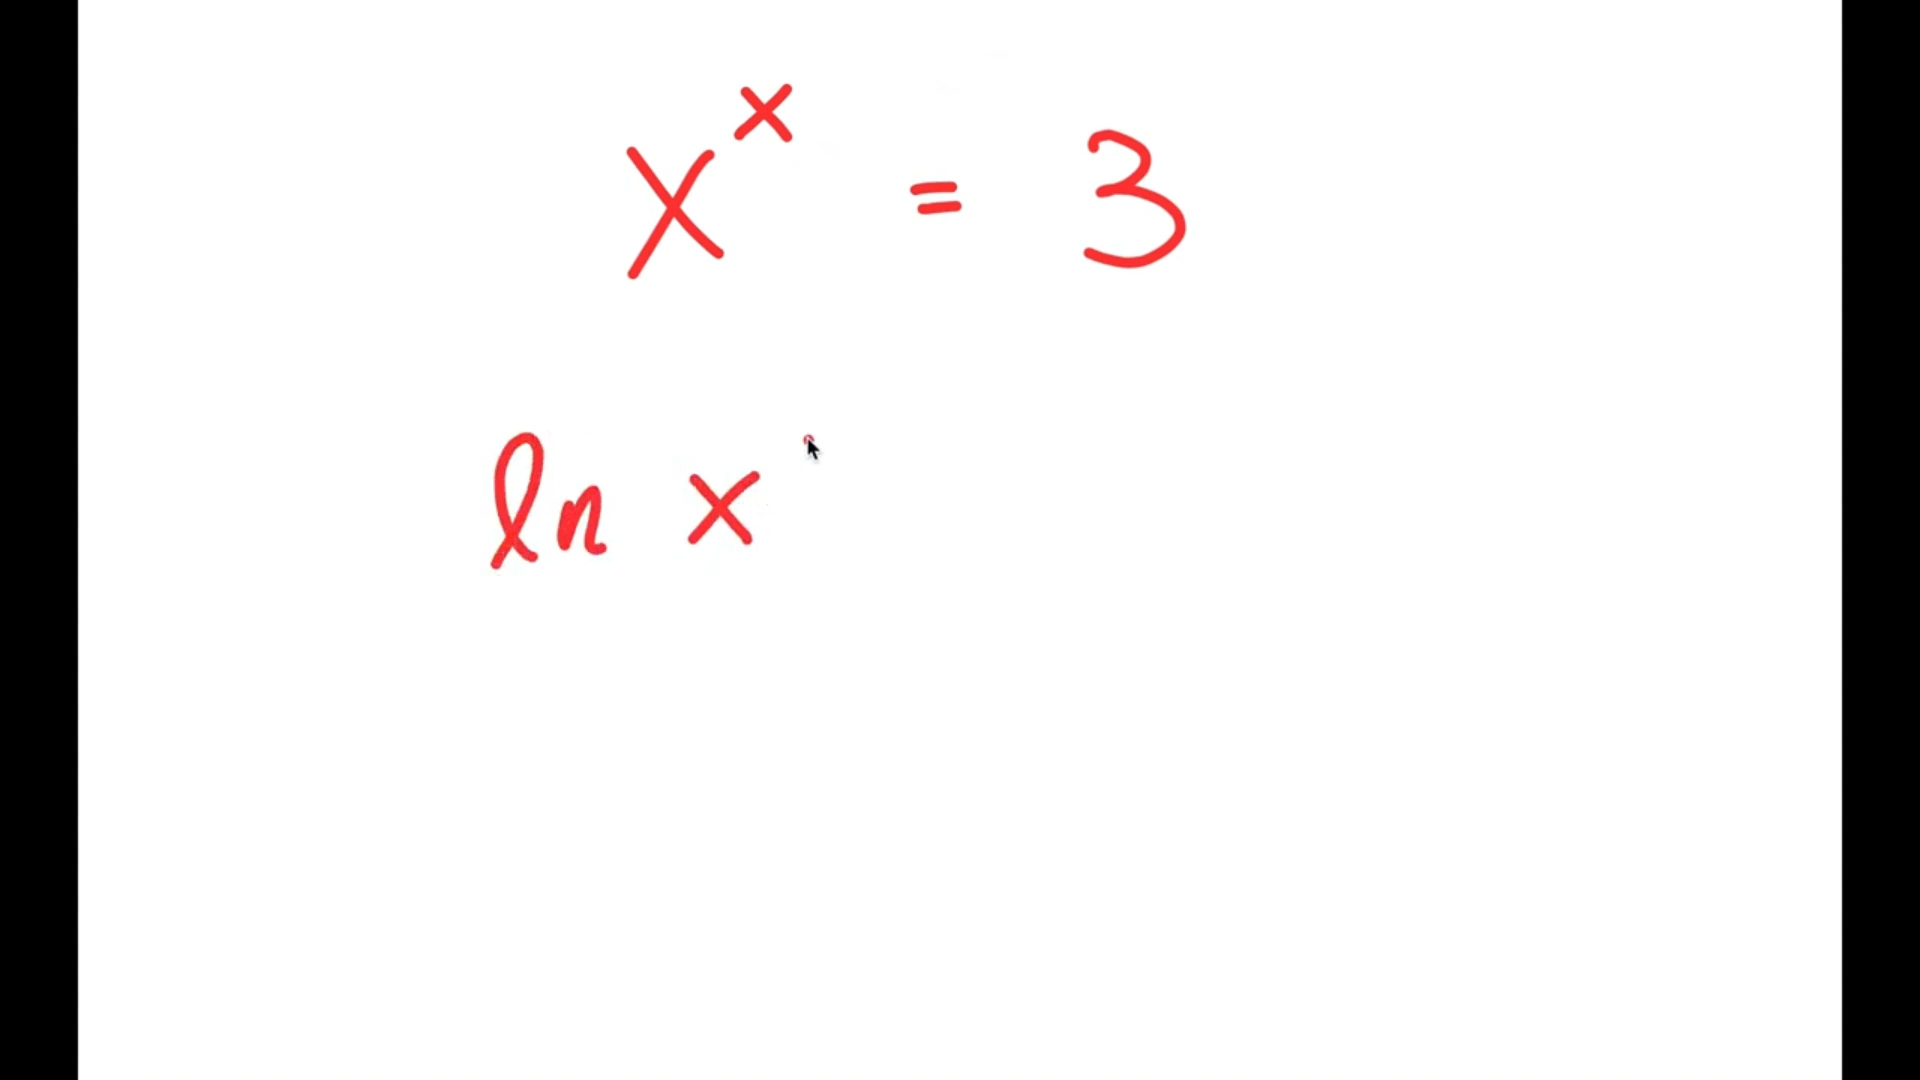 x^x = 3
ln x